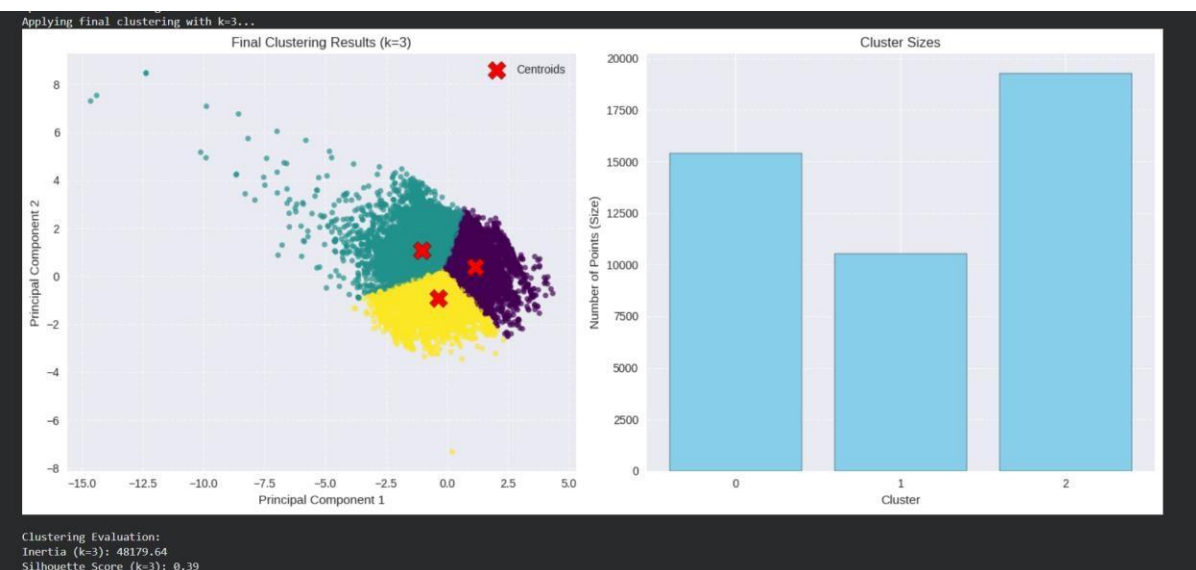 Applying final clustering with k=3...
Final Clustering Results (k=3)
Centroids
8
6
4
2
0
−2
−4
−6
−8
Principal Component 2
−15.0 −12.5 −10.0 −7.5 −5.0 −2.5 0.0 2.5 5.0
Principal Component 1
Cluster Sizes
20000
17500
15000
12500
10000
7500
5000
2500
0
Number of Points (Size)
0 1 2
Cluster
Clustering Evaluation:
Inertia (k=3): 48179.64
Silhouette Score (k=3): 0.39